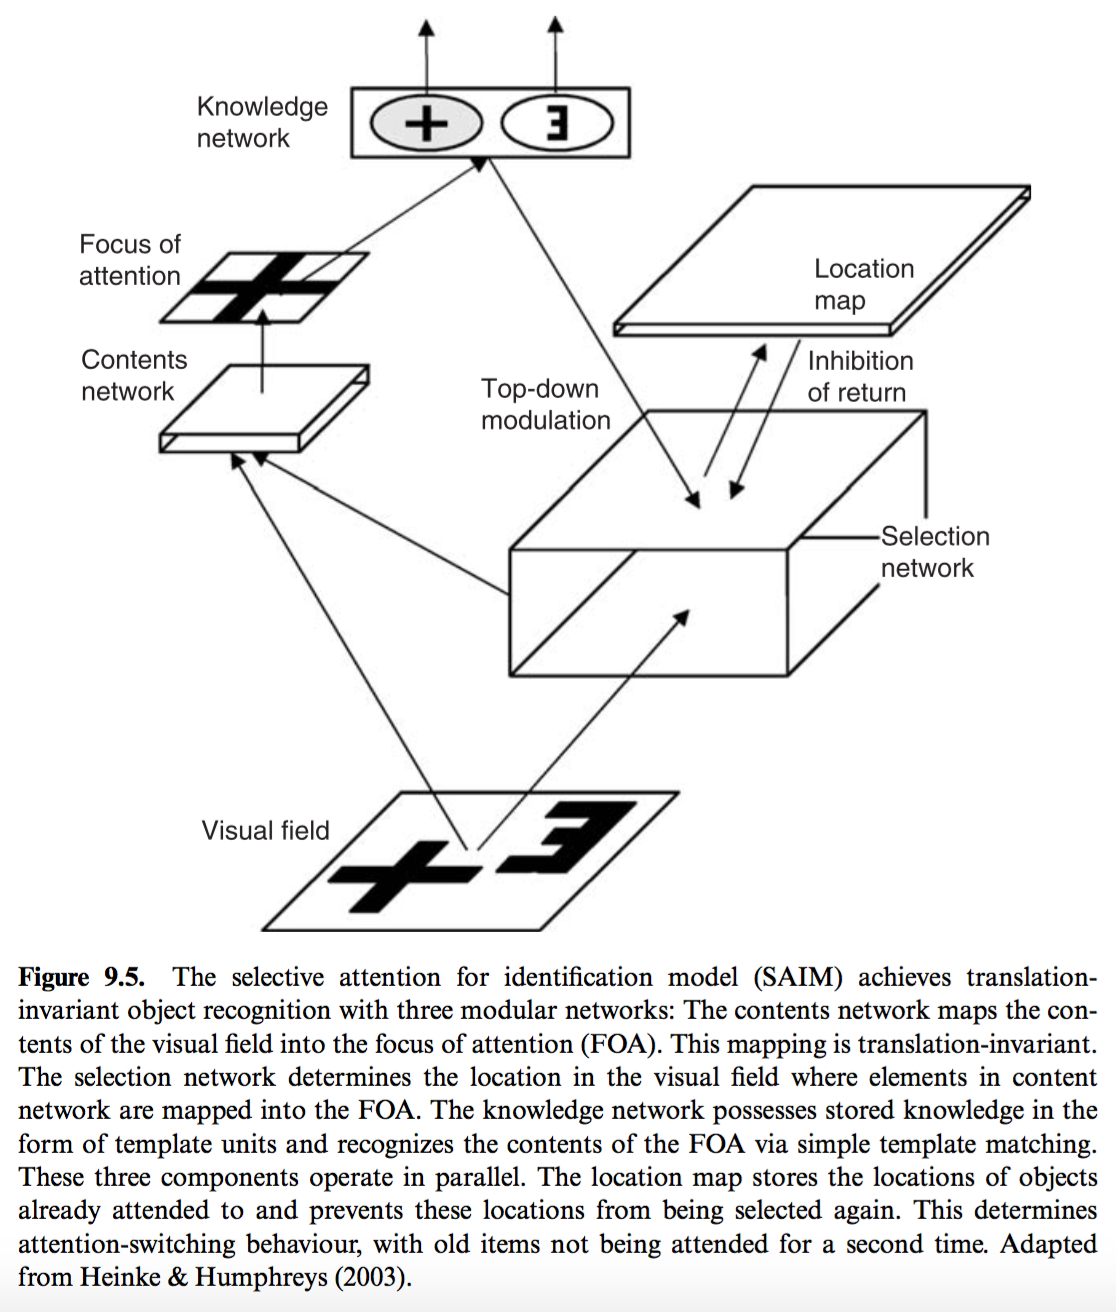 Knowledge
network
+
3
Focus of
attention
Location
map
Contents
network
Inhibition
of return
Top-down
modulation
Selection
network
Visual field
+ 3
Figure 9.5. The selective attention for identification model (SAIM) achieves translation-
invariant object recognition with three modular networks: The contents network maps the con-
tents of the visual field into the focus of attention (FOA). This mapping is translation-invariant.
The selection network determines the location in the visual field where elements in content
network are mapped into the FOA. The knowledge network possesses stored knowledge in the
form of template units and recognizes the contents of the FOA via simple template matching.
These three components operate in parallel. The location map stores the locations of objects
already attended to and prevents these locations from being selected again. This determines
attention-switching behaviour, with old items not being attended for a second time. Adapted
from Heinke & Humphreys (2003).